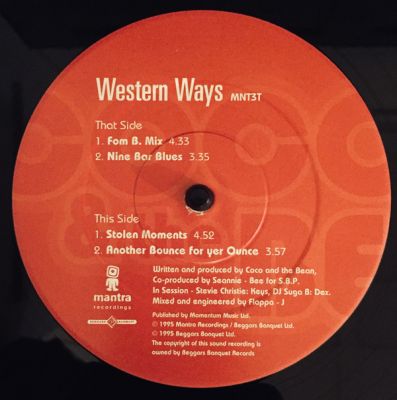 Western Ways MNT3T
That Side
1. Fom B. Mix 4.33
2. Nine Bar Blues 3.35
This Side
1. Stolen Moments 4.52
2. Another Bounce for yer Ounce 3.57
Written and produced by Coco and the Bean,
Co-produced by Seannie - Bee for S.B.P.
In Session - Stevie Christie: Keys, DJ Suga B: Dex.
Mixed and engineered by Floppa - J
mantra
recordings
BEGGARS BANQUET
Published by Momentum Music Ltd.
℗ 1995 Mantra Recordings / Beggars Banquet Ltd.
© 1995 Beggars Banquet Ltd.
The copyright of this sound recording is
owned by Beggars Banquet Records